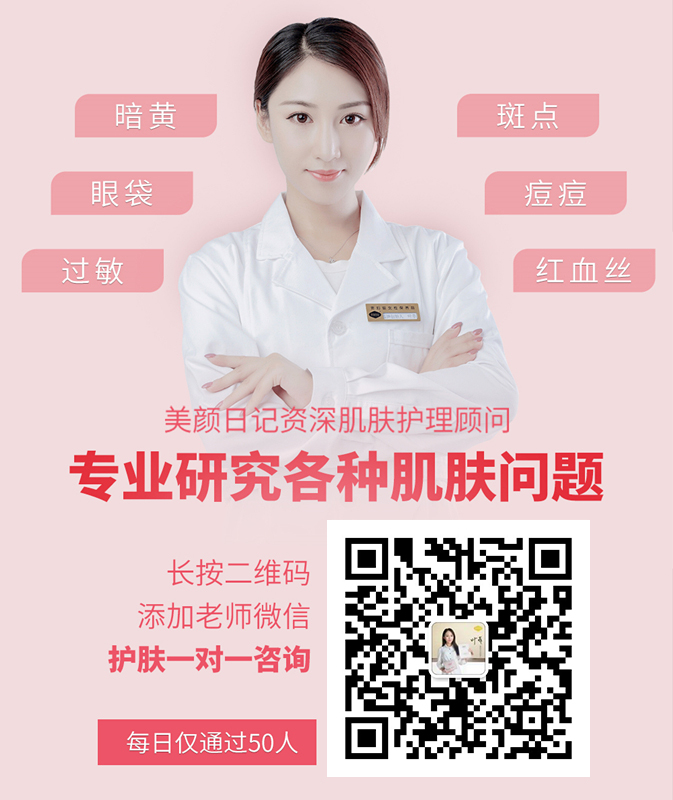 暗黄
斑点
眼袋
痘痘
过敏
红血丝
美颜日记资深肌肤护理顾问
专业研究各种肌肤问题
长按二维码
添加老师微信
护肤一对一咨询
每日仅通过50人